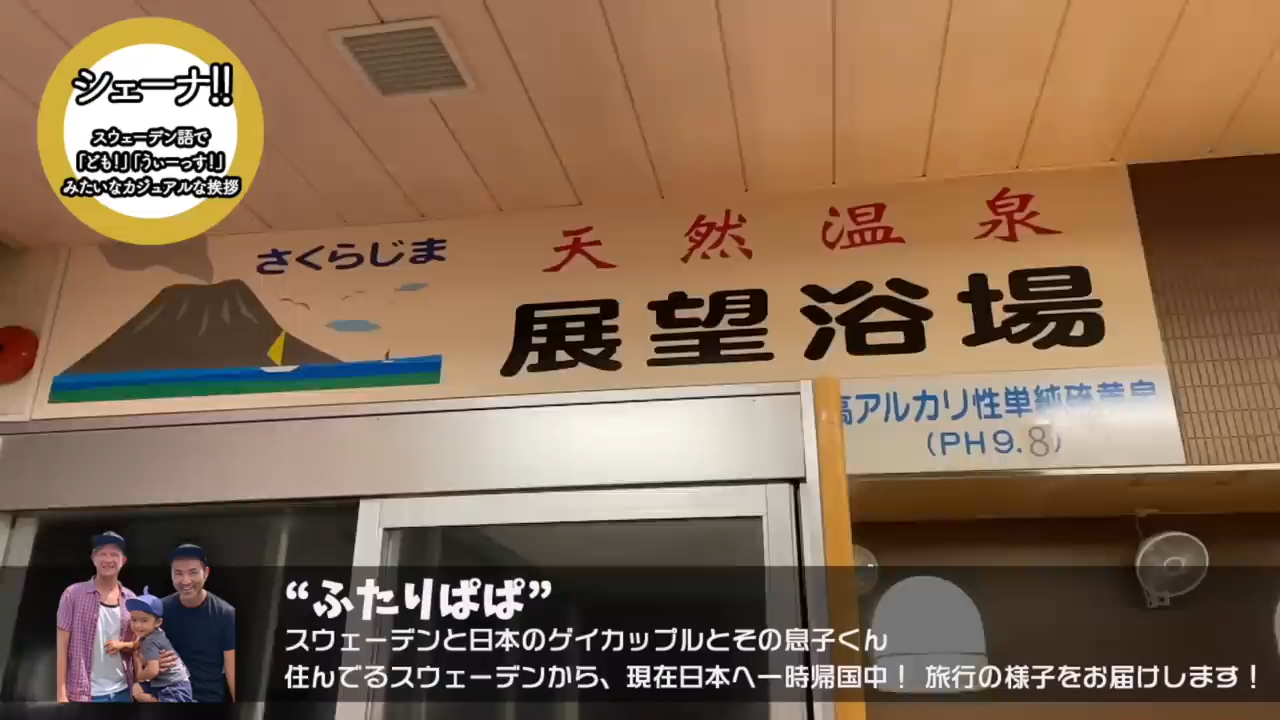 シェーナ!!
スウェーデン語で
「ども！」「うぃーっす！」
みたいなカジュアルな挨拶
さくらじま
天然温泉
展望浴場
高アルカリ性単純硫黄泉
(PH9.8)
“ふたりぱぱ”
スウェーデンと日本のゲイカップルとその息子くん
住んでるスウェーデンから、現在日本へ一時帰国中！ 旅行の様子をお届けします！